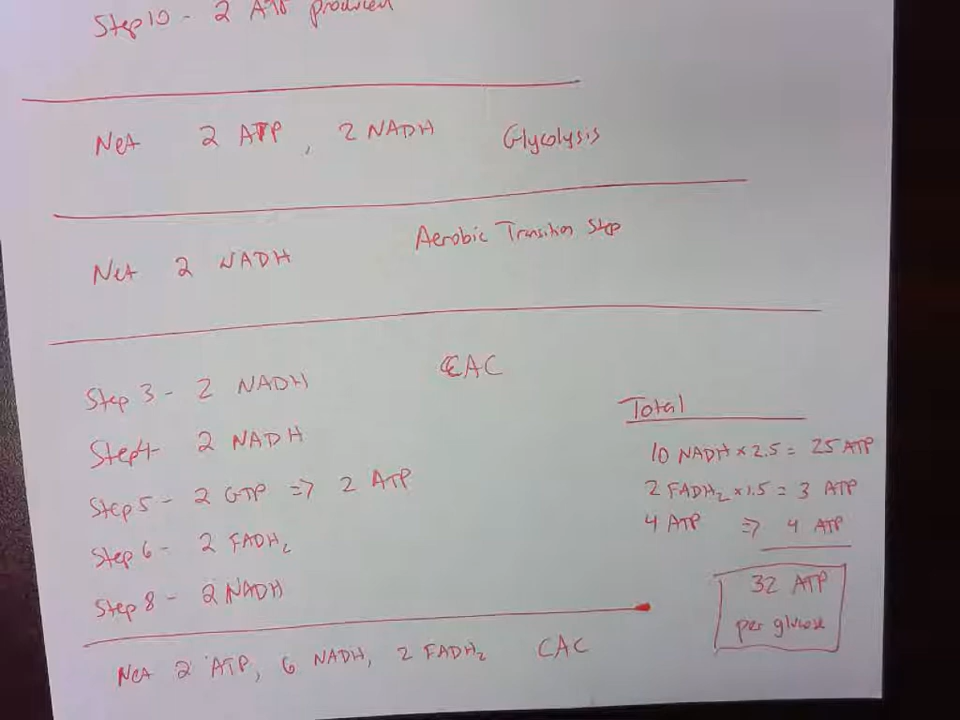 Step 10 - 2 ATP produced
Net 2 ATP, 2 NADH Glycolysis
Aerobic Transition Step
Net 2 NADH
CAC
Step 3 - 2 NADH
Step 4 - 2 NADH
Step 5 - 2 GTP => 2 ATP
Step 6 - 2 FADH₂
Step 8 - 2 NADH
Net 2 ATP, 6 NADH, 2 FADH₂ CAC
Total
10 NADH × 2.5 = 25 ATP
2 FADH₂ × 1.5 = 3 ATP
4 ATP => 4 ATP
32 ATP
per glucose